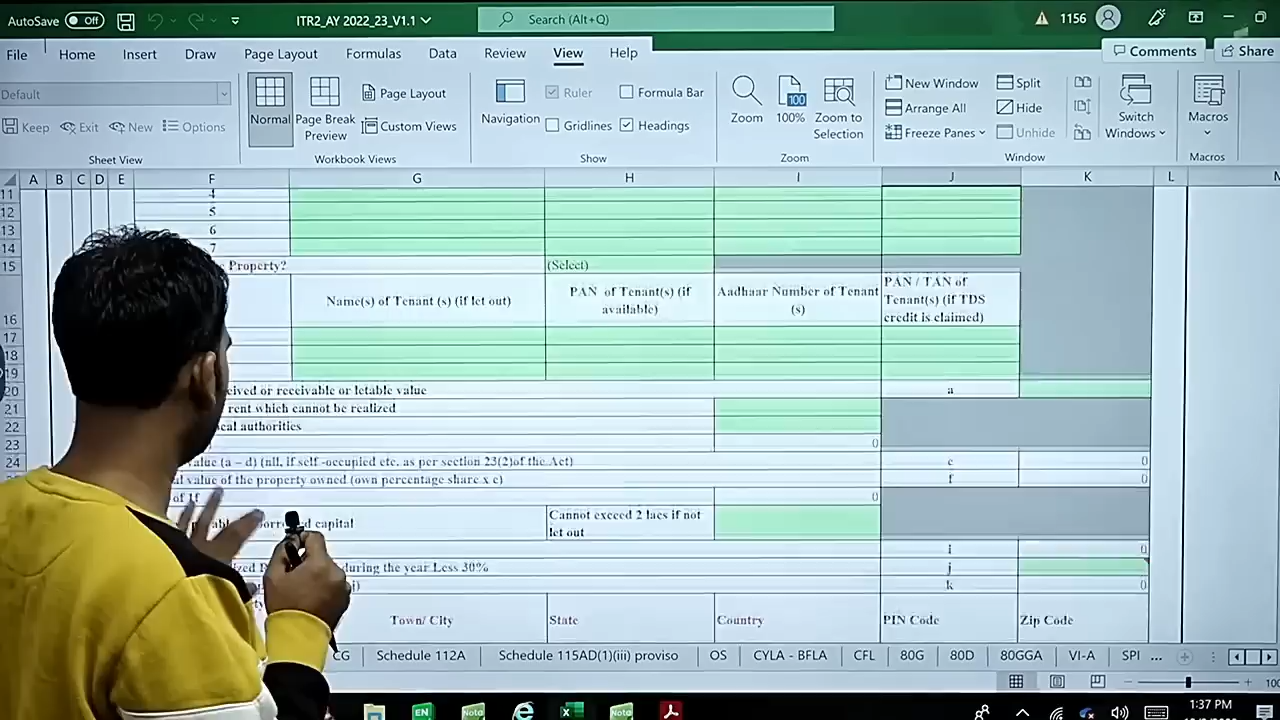 AutoSave Off ITR2_AY 2022_23_V1.1 Search (Alt+Q) 1156
File Home Insert Draw Page Layout Formulas Data Review View Help Comments Share
Default
Keep Exit New Options
Sheet View
Normal
Page Break Preview
Page Layout
Custom Views
Workbook Views
Navigation
Ruler Formula Bar
Gridlines Headings
Show
Zoom
100%
100
Zoom to Selection
Zoom
New Window
Arrange All
Freeze Panes
Split
Hide
Unhide
Switch Windows
Window
Macros
Macros
A B C D E F G H I J K L
11 4
12 5
13 6
14 7
15 Property? (Select)
16 Name(s) of Tenant (s) (if let out) PAN of Tenant(s) (if available) Aadhaar Number of Tenant (s) PAN / TAN of Tenant(s) (if TDS credit is claimed)
17
18
19
20 or receivable or letable value a
21 rent which cannot be realized
22 authorities
23 0
24 value (a – d) (nil, if self -occupied etc. as per section 23(2)of the Act) e 0
value of the property owned (own percentage share x e) f 0
of 1f 0
capital Cannot exceed 2 lacs if not let out
i 0
during the year Less 30% j
k 0
Town/ City State Country PIN Code Zip Code
CG Schedule 112A Schedule 115AD(1)(iii) proviso OS CYLA - BFLA CFL 80G 80D 80GGA VI-A SPI ...
100
EN Note Note 1:37 PM